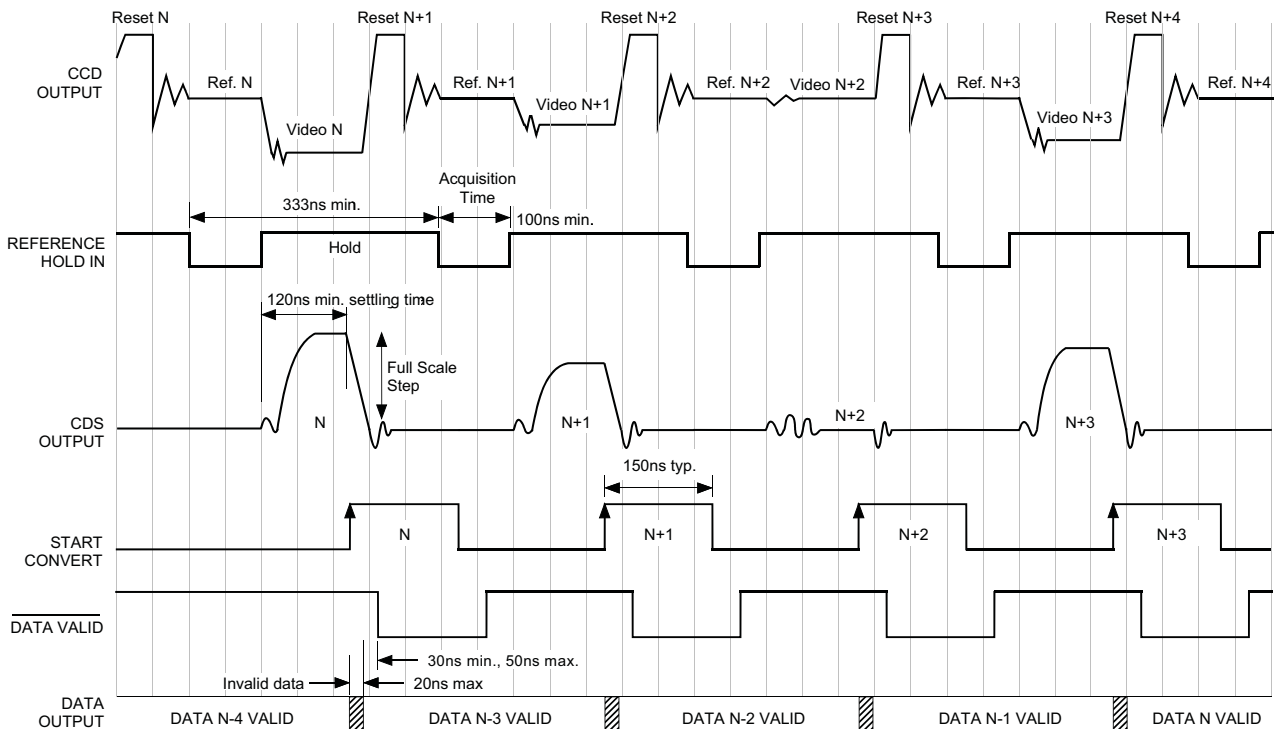 Reset N Reset N+1 Reset N+2 Reset N+3 Reset N+4
CCD
OUTPUT
Ref. N Ref. N+1 Ref. N+2 Video N+2 Ref. N+3 Ref. N+4
Video N Video N+1 Video N+3
Acquisition
Time
333ns min.
100ns min.
REFERENCE
HOLD IN
Hold
120ns min. settling time
Full Scale
Step
CDS
OUTPUT
N N+1 N+2 N+3
150ns typ.
START
CONVERT
N N+1 N+2 N+3
DATA VALID
30ns min., 50ns max.
Invalid data 20ns max
DATA
OUTPUT
DATA N-4 VALID DATA N-3 VALID DATA N-2 VALID DATA N-1 VALID DATA N VALID